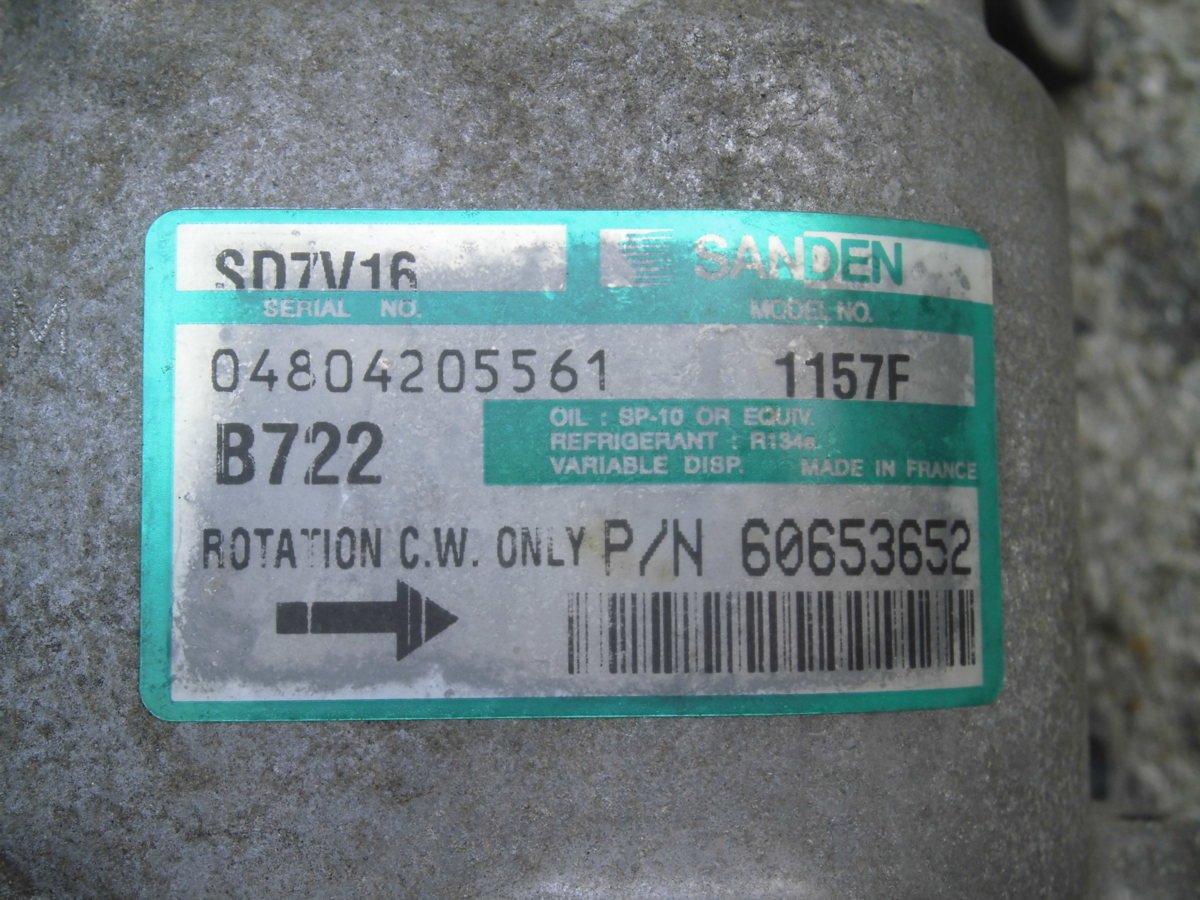 SD7V16 SANDEN
SERIAL NO. MODEL NO.
04804205561 1157F
B722
OIL : SP-10 OR EQUIV.
REFRIGERANT : R134a
VARIABLE DISP. MADE IN FRANCE
ROTATION C.W. ONLY P/N 60653652